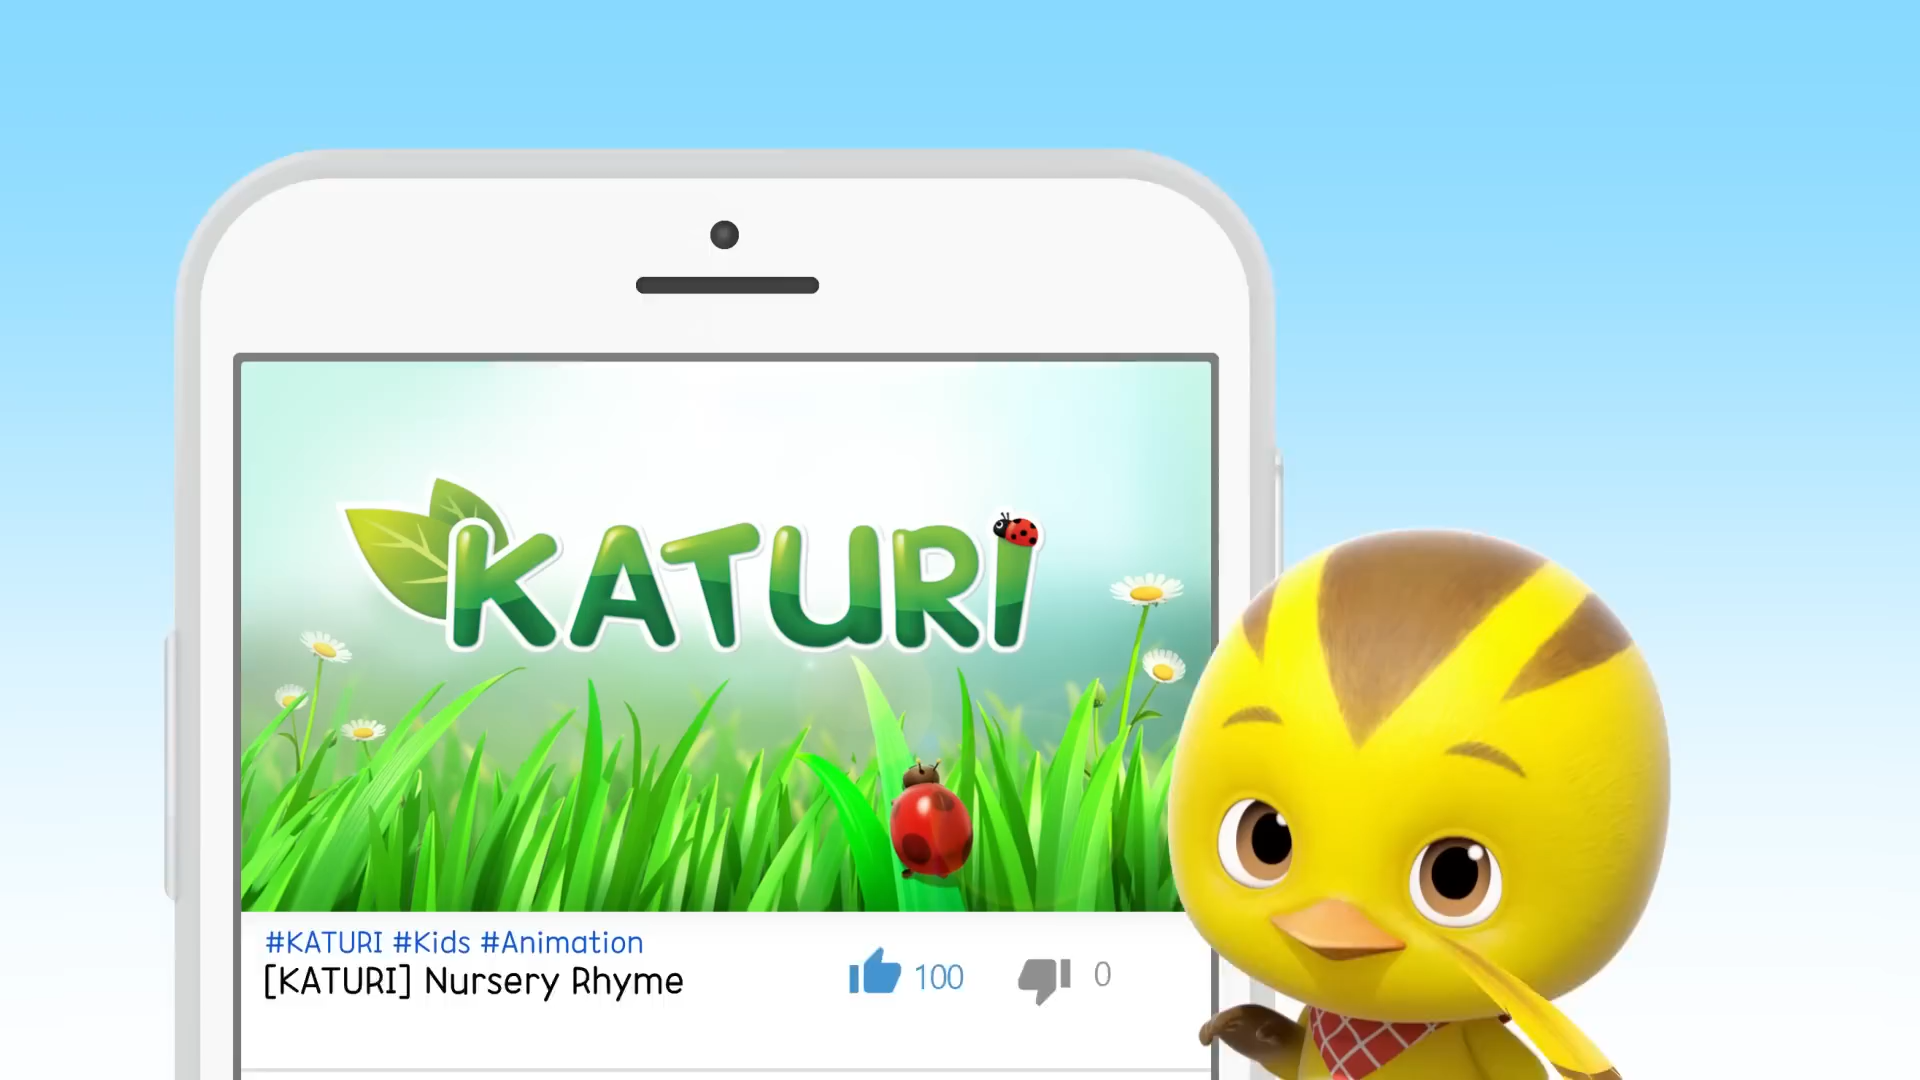 KATURI
#KATURI #Kids #Animation
[KATURI] Nursery Rhyme
100
0